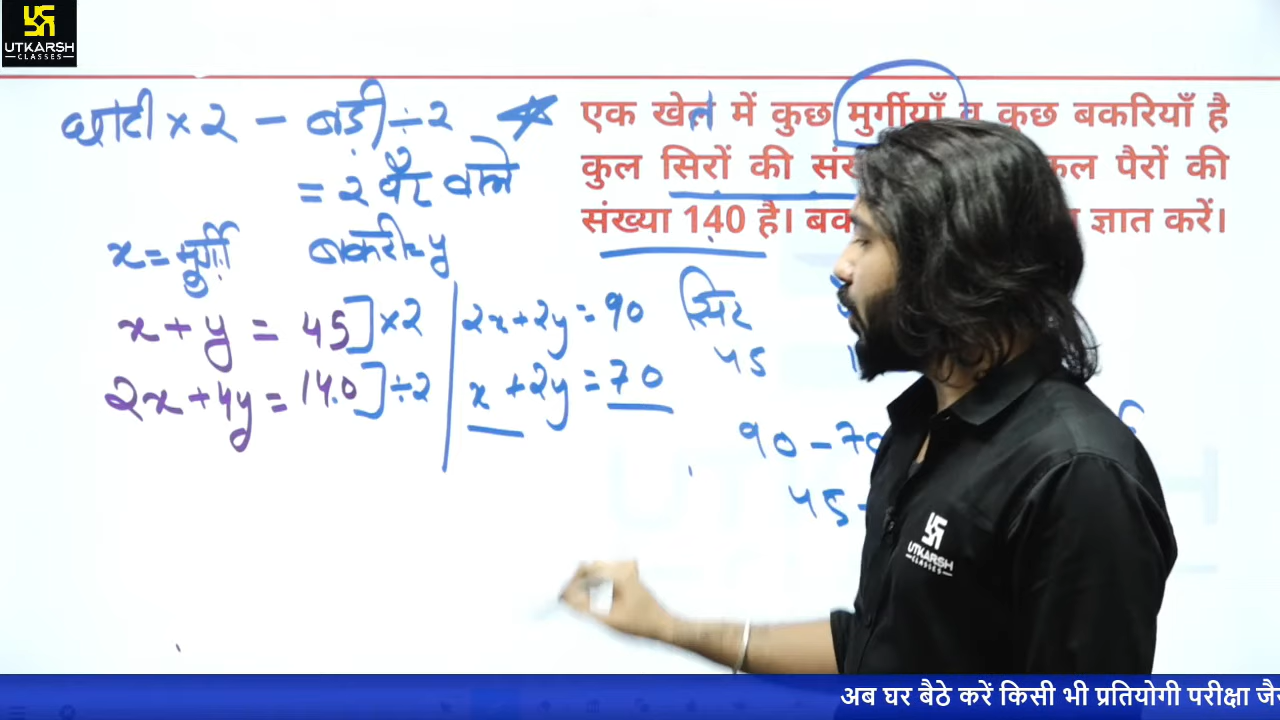 UTKARSH
CLASSES
छोटी × 2 - बड़ी ÷ 2
= 2 पैर वाले
x = मुर्गी बकरी = y
x + y = 45] × 2
2x + 4y = 140] ÷ 2
2x + 2y = 90
x + 2y = 70
एक खेत में कुछ मुर्गीयाँ व कुछ बकरियाँ है
कुल सिरों की पैरों की
संख्या 140 है। ज्ञात करें।
सिर
45
90 - 70
45 -
UTKARSH
CLASSES
अब घर बैठे करें किसी भी प्रतियोगी परीक्षा